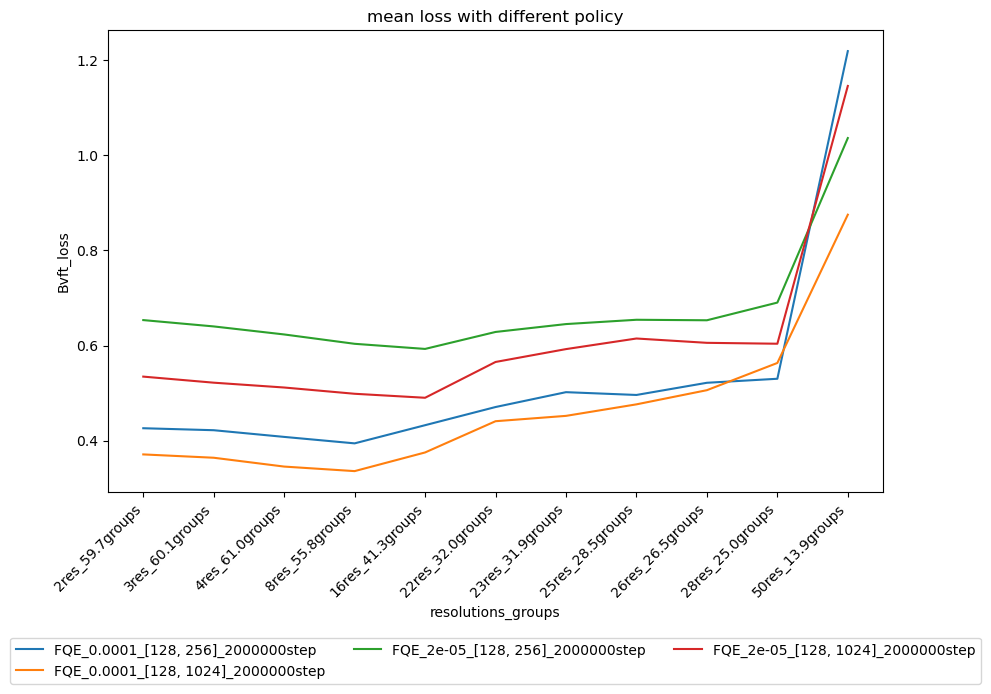 mean loss with different policy
1.2
1.0
0.8
0.6
0.4
Bvft_loss
2res_59.7groups
3res_60.1groups
4res_61.0groups
8res_55.8groups
16res_41.3groups
22res_32.0groups
23res_31.9groups
25res_28.5groups
26res_26.5groups
28res_25.0groups
50res_13.9groups
resolutions_groups
FQE_0.0001_[128, 256]_2000000step
FQE_0.0001_[128, 1024]_2000000step
FQE_2e-05_[128, 256]_2000000step
FQE_2e-05_[128, 1024]_2000000step